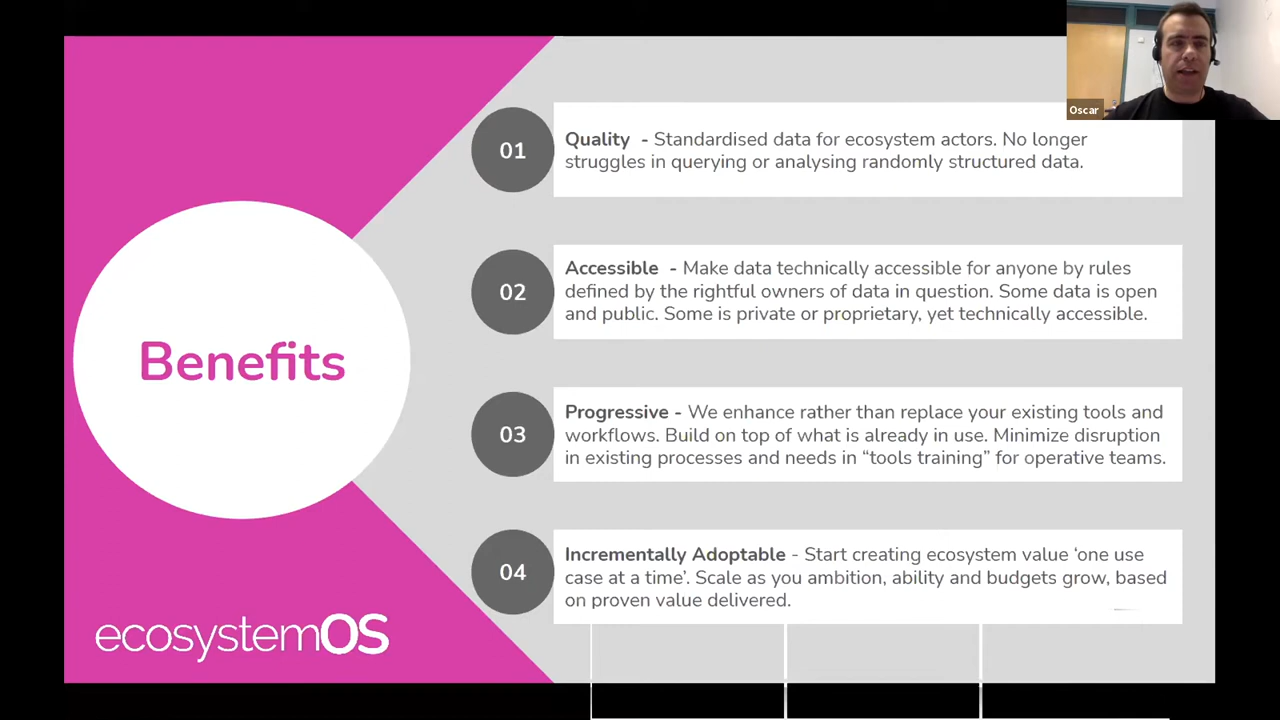 Oscar
01
Quality - Standardised data for ecosystem actors. No longer
struggles in querying or analysing randomly structured data.
02
Accessible - Make data technically accessible for anyone by rules
defined by the rightful owners of data in question. Some data is open
and public. Some is private or proprietary, yet technically accessible.
Benefits
03
Progressive - We enhance rather than replace your existing tools and
workflows. Build on top of what is already in use. Minimize disruption
in existing processes and needs in “tools training” for operative teams.
04
Incrementally Adoptable - Start creating ecosystem value ‘one use
case at a time’. Scale as you ambition, ability and budgets grow, based
on proven value delivered.
ecosystemOS